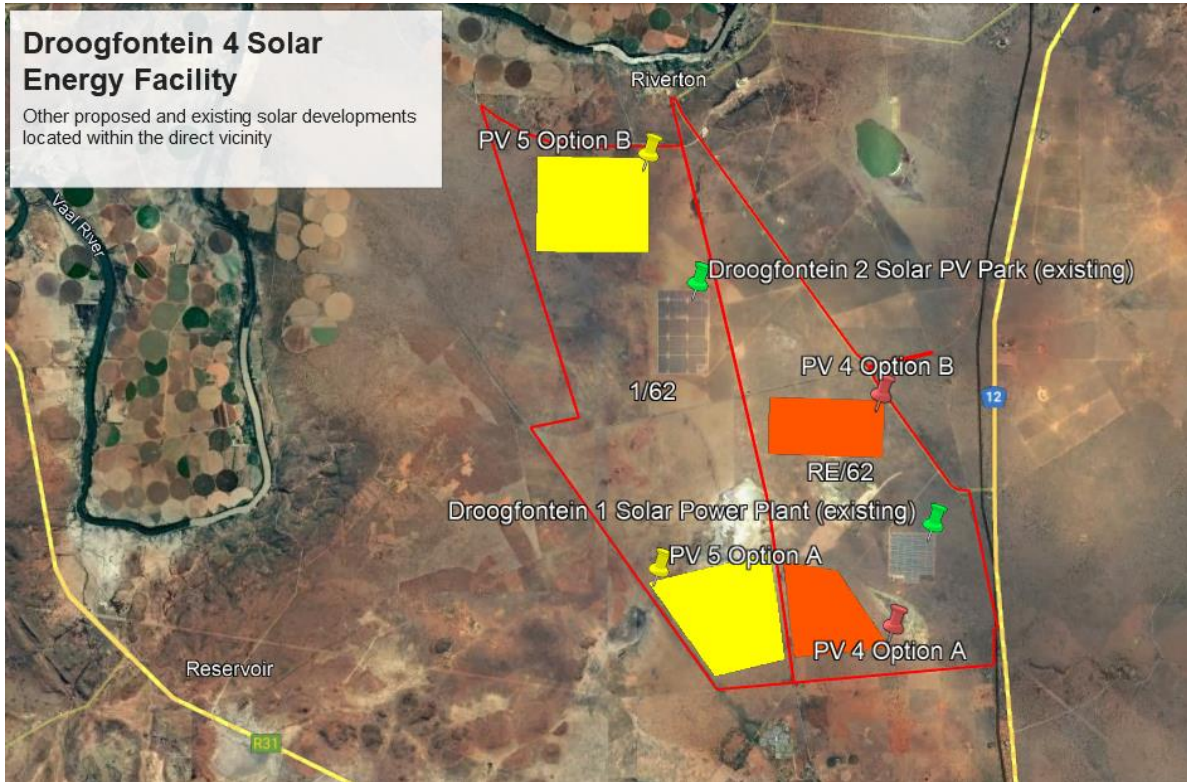 Droogfontein 4 Solar
Energy Facility
Other proposed and existing solar developments
located within the direct vicinity
Riverton
PV 5 Option B
Vaal River
Droogfontein 2 Solar PV Park (existing)
PV 4 Option B
1/62
12
RE/62
Droogfontein 1 Solar Power Plant (existing)
PV 5 Option A
PV 4 Option A
Reservoir
R31